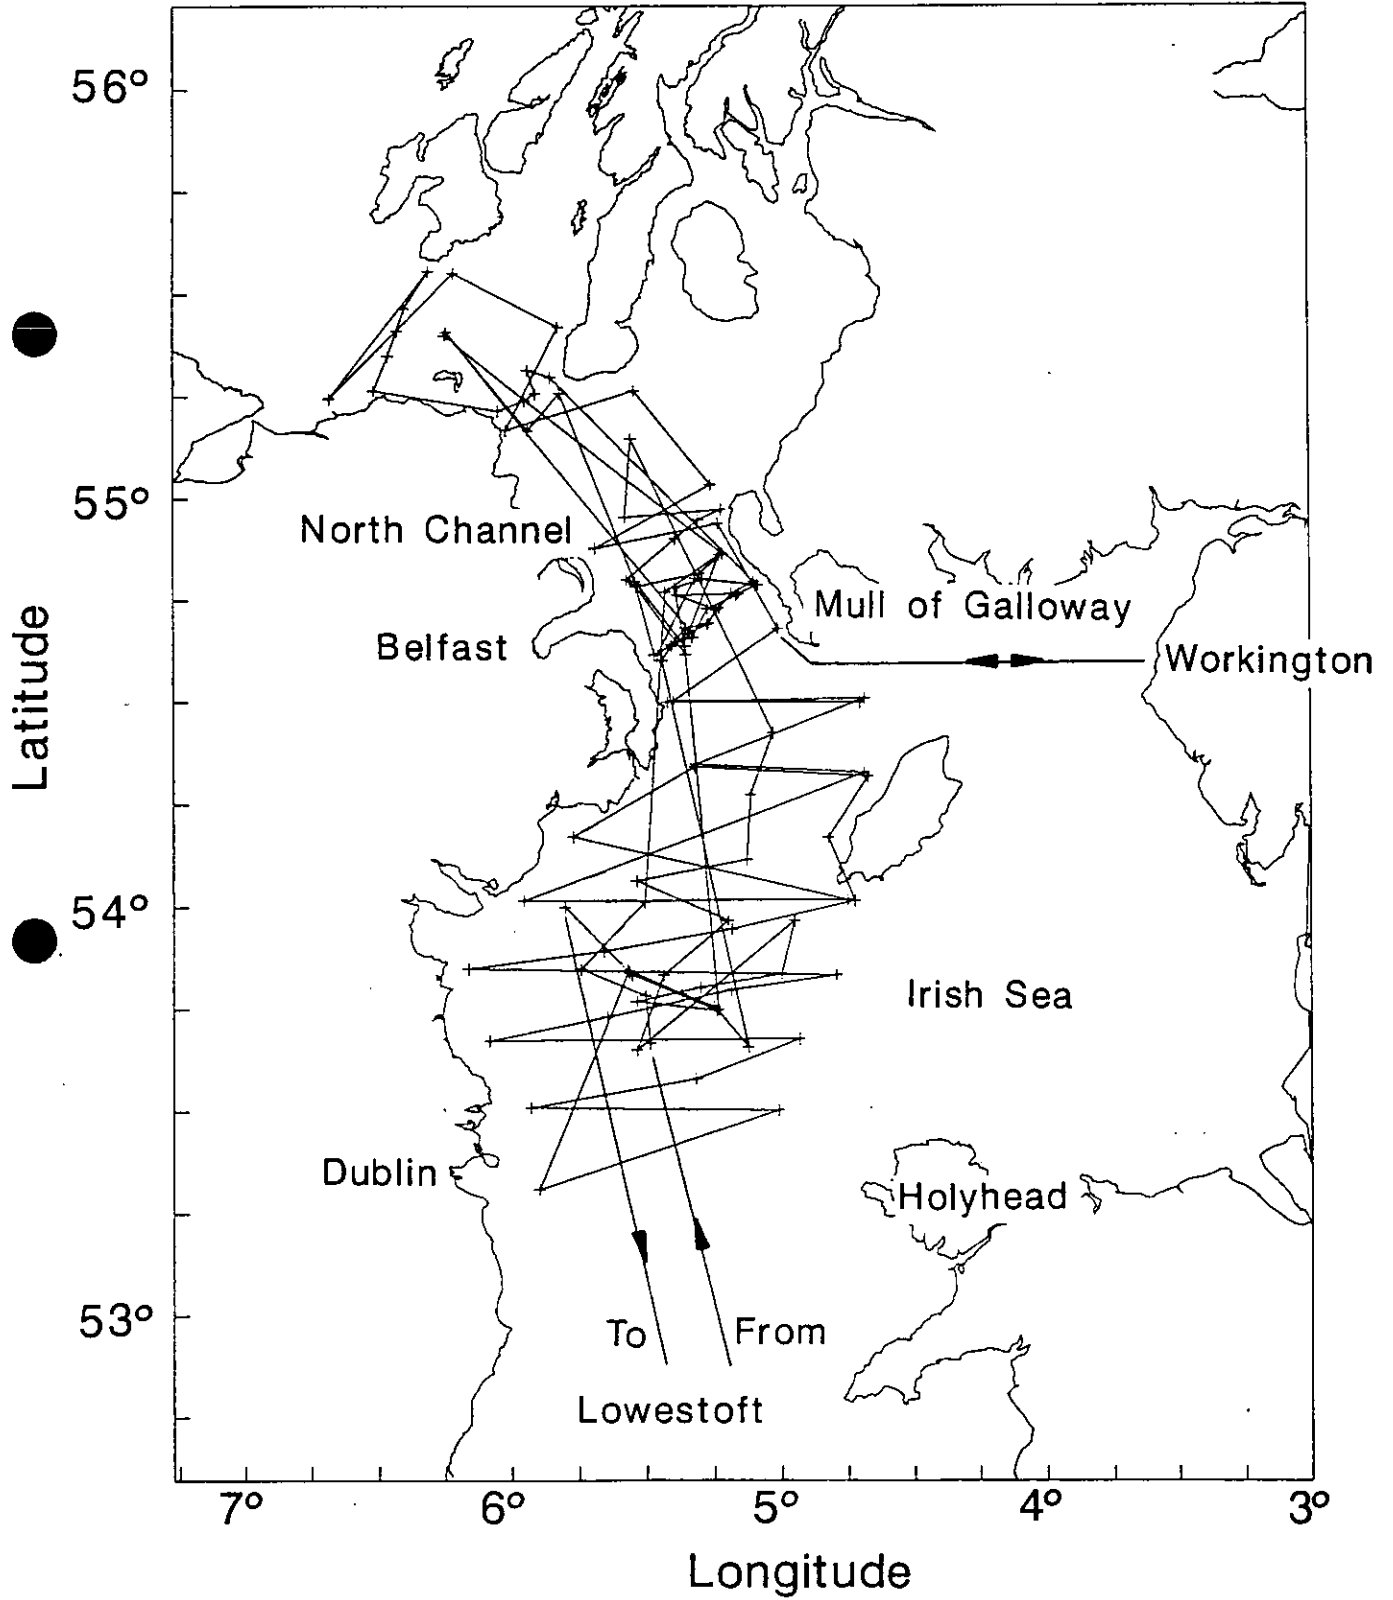 56°
55°
North Channel
Mull of Galloway
Belfast
Workington
Latitude
54°
Irish Sea
Dublin
Holyhead
53°
To
From
Lowestoft
7°
6°
5°
4°
3°
Longitude